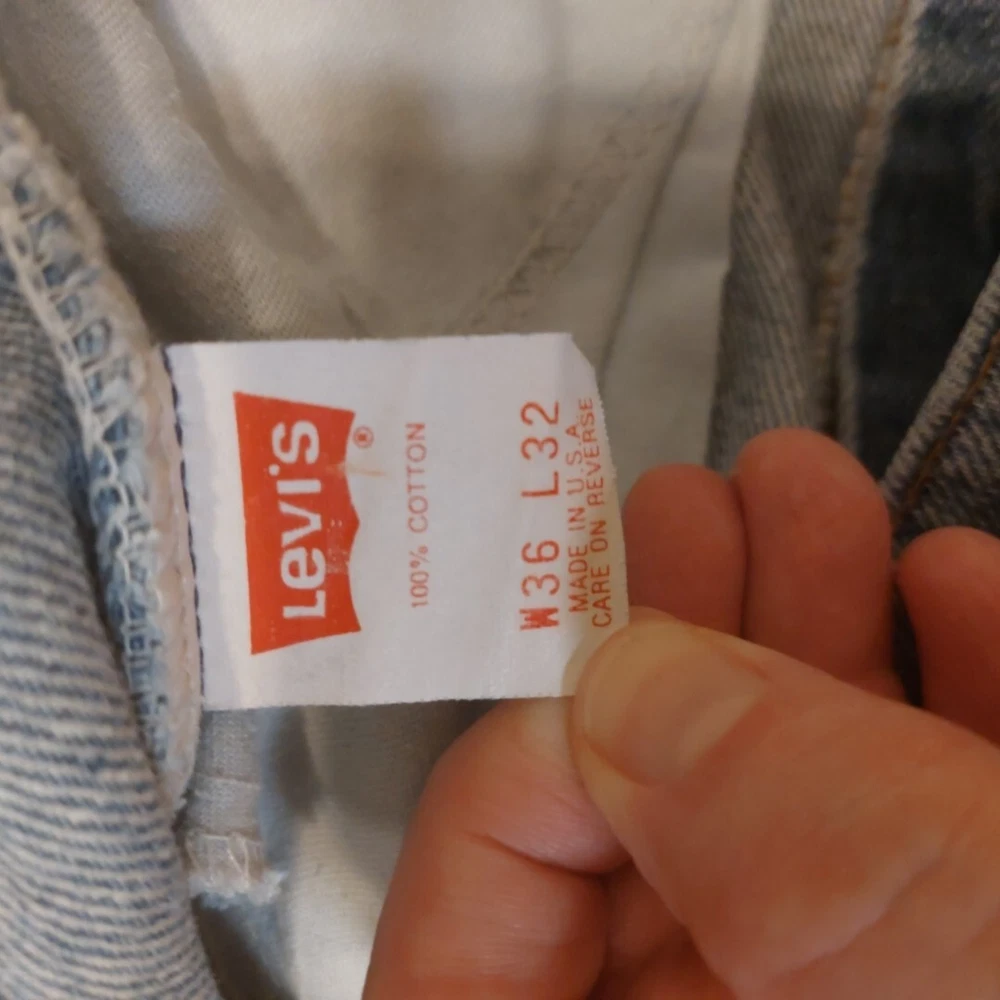 Levi's ®
100% COTTON
W36 L32
MADE IN U.S.A.
CARE ON REVERSE